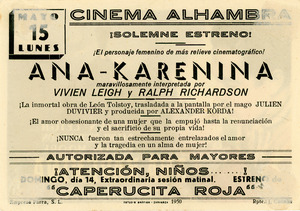 MAYO
15
LUNES
CINEMA ALHAMBRA
¡SOLEMNE ESTRENO!
¡El personaje femenino de más relieve cinematográfico!
ANA-KARENINA
maravillosamente interpretada por
VIVIEN LEIGH y RALPH RICHARDSON
¡La inmortal obra de León Tolstoy, trasladada a la pantalla por el mago JULIEN
DUVIVIER y producida por ALEXANDER KORDA!
¡El amor obsesionante de una mujer que la empujó hasta la resunciación
y el sacrificio de su propia vida!
¡NUNCA fueron tan estrechamente entrelazados el amor
y la tragedia en un alma de mujer!
AUTORIZADA PARA MAYORES
¡ATENCIÓN, NIÑOS...!
DOMINGO, día 14, Extraordinaria sesión matinal. ESTRENO de
"CAPERUCITA ROJA"
Empresa Parra, S. L.
1950